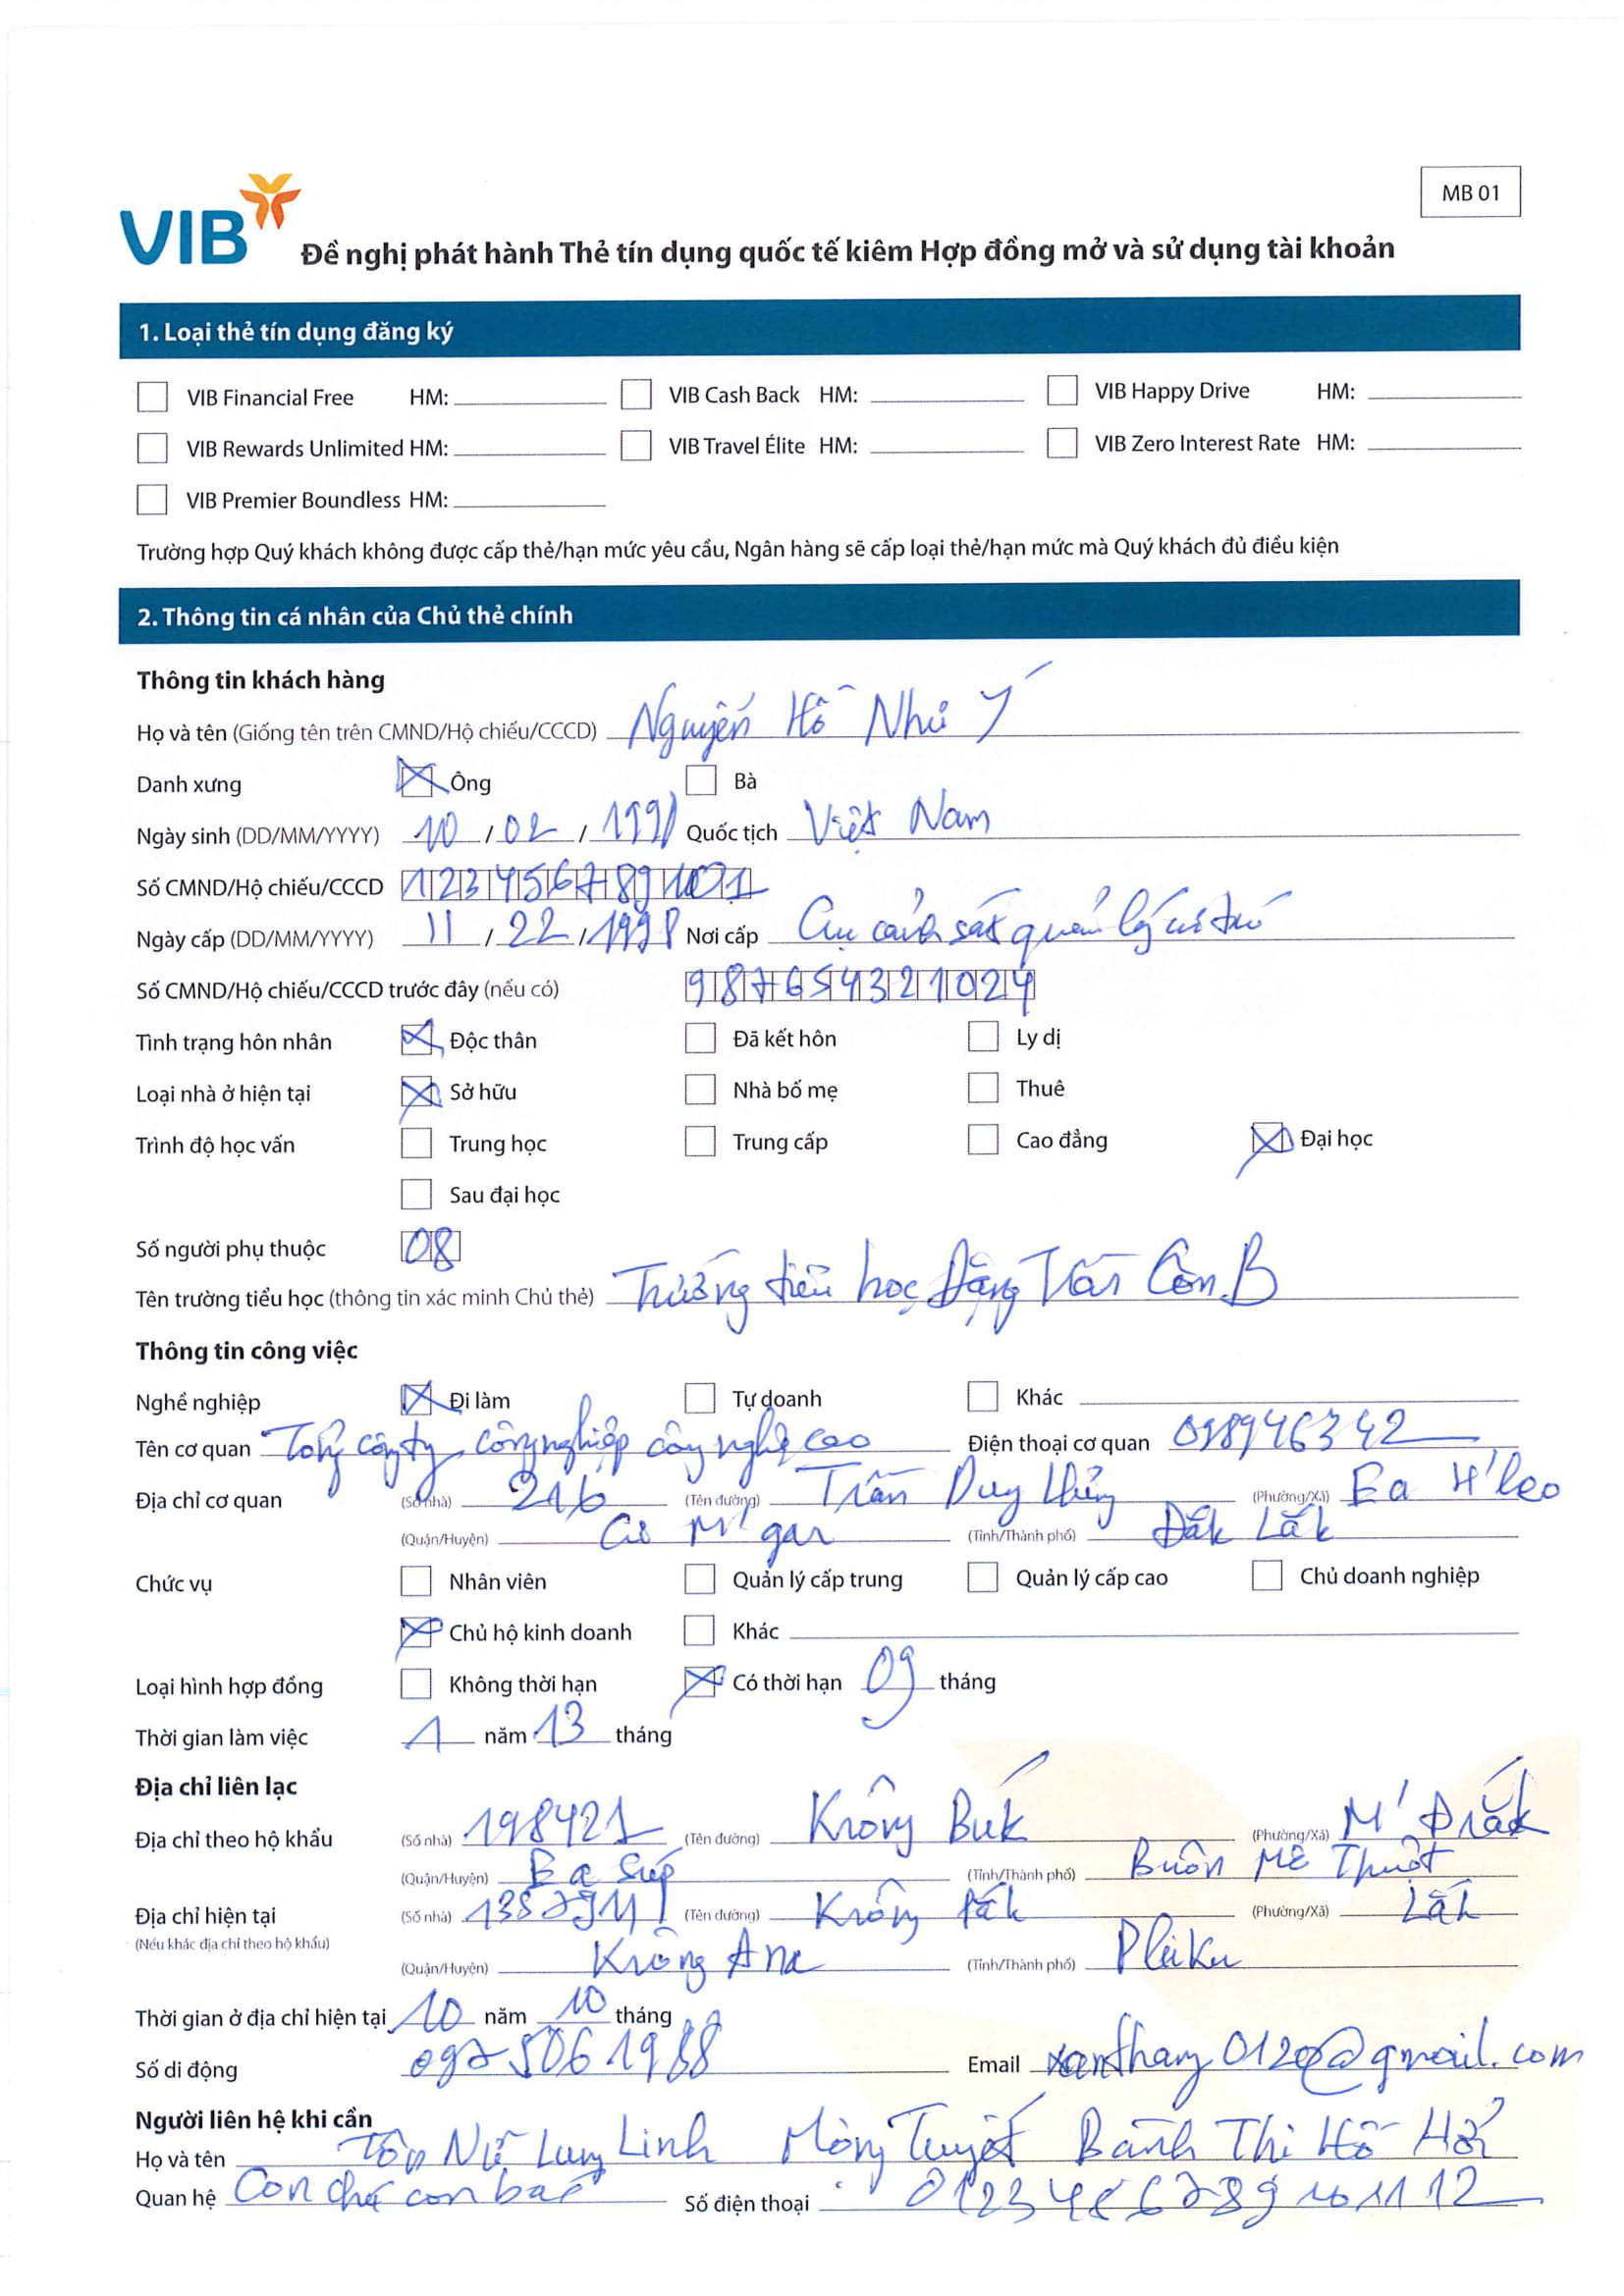 MB 01
VIB
Đề nghị phát hành Thẻ tín dụng quốc tế kiêm Hợp đồng mở và sử dụng tài khoản
1. Loại thẻ tín dụng đăng ký
VIB Financial Free HM: VIB Cash Back HM: VIB Happy Drive HM:
VIB Rewards Unlimited HM: VIB Travel Élite HM: VIB Zero Interest Rate HM:
VIB Premier Boundless HM:
Trường hợp Quý khách không được cấp thẻ/hạn mức yêu cầu, Ngân hàng sẽ cấp loại thẻ/hạn mức mà Quý khách đủ điều kiện
2. Thông tin cá nhân của Chủ thẻ chính
Thông tin khách hàng
Họ và tên (Giống tên trên CMND/Hộ chiếu/CCCD) Nguyễn Hồ Như Ý
Danh xưng Ông Bà
Ngày sinh (DD/MM/YYYY) 10 / 02 / 1991 Quốc tịch Việt Nam
Số CMND/Hộ chiếu/CCCD 123456789101
Ngày cấp (DD/MM/YYYY) 11 / 22 / 1998 Nơi cấp Cục cảnh sát quản lý cư trú
Số CMND/Hộ chiếu/CCCD trước đây (nếu có) 987654321024
Tình trạng hôn nhân Độc thân Đã kết hôn Ly dị
Loại nhà ở hiện tại Sở hữu Nhà bố mẹ Thuê
Trình độ học vấn Trung học Trung cấp Cao đẳng Đại học
Sau đại học
Số người phụ thuộc 08
Tên trường tiểu học (thông tin xác minh Chủ thẻ) Trường tiểu học Đặng Văn B
Thông tin công việc
Nghề nghiệp Đi làm Tự doanh Khác
Tên cơ quan Tổng công ty công nghiệp công nghệ cao Điện thoại cơ quan 098946342
Địa chỉ cơ quan (Số nhà) 216 (Tên đường) Trần Duy Hưng (Phường/Xã) Ea H'leo
(Quận/Huyện) Cư M'gar (Tỉnh/Thành phố) Đắk Lắk
Chức vụ Nhân viên Quản lý cấp trung Quản lý cấp cao Chủ doanh nghiệp
Chủ hộ kinh doanh Khác
Loại hình hợp đồng Không thời hạn Có thời hạn 09 tháng
Thời gian làm việc 1 năm 13 tháng
Địa chỉ liên lạc
Địa chỉ theo hộ khẩu (Số nhà) 198421 (Tên đường) Krông Búk (Phường/Xã) M'Đrăk
(Quận/Huyện) Ea Súp (Tỉnh/Thành phố) Buôn Mê Thuột
Địa chỉ hiện tại (Số nhà) (Tên đường) Krông Pắk (Phường/Xã) Lắk
(Nếu khác địa chỉ theo hộ khẩu)
(Quận/Huyện) Krông Ana (Tỉnh/Thành phố) Pleiku
Thời gian ở địa chỉ hiện tại 10 năm 10 tháng
Số di động 0975061988 Email
Người liên hệ khi cần
Họ và tên Tôn Nữ Lung Linh Mộng Tuyết Bành Thị Hố Hở
Quan hệ Con chú con bác Số điện thoại 0123456789101112